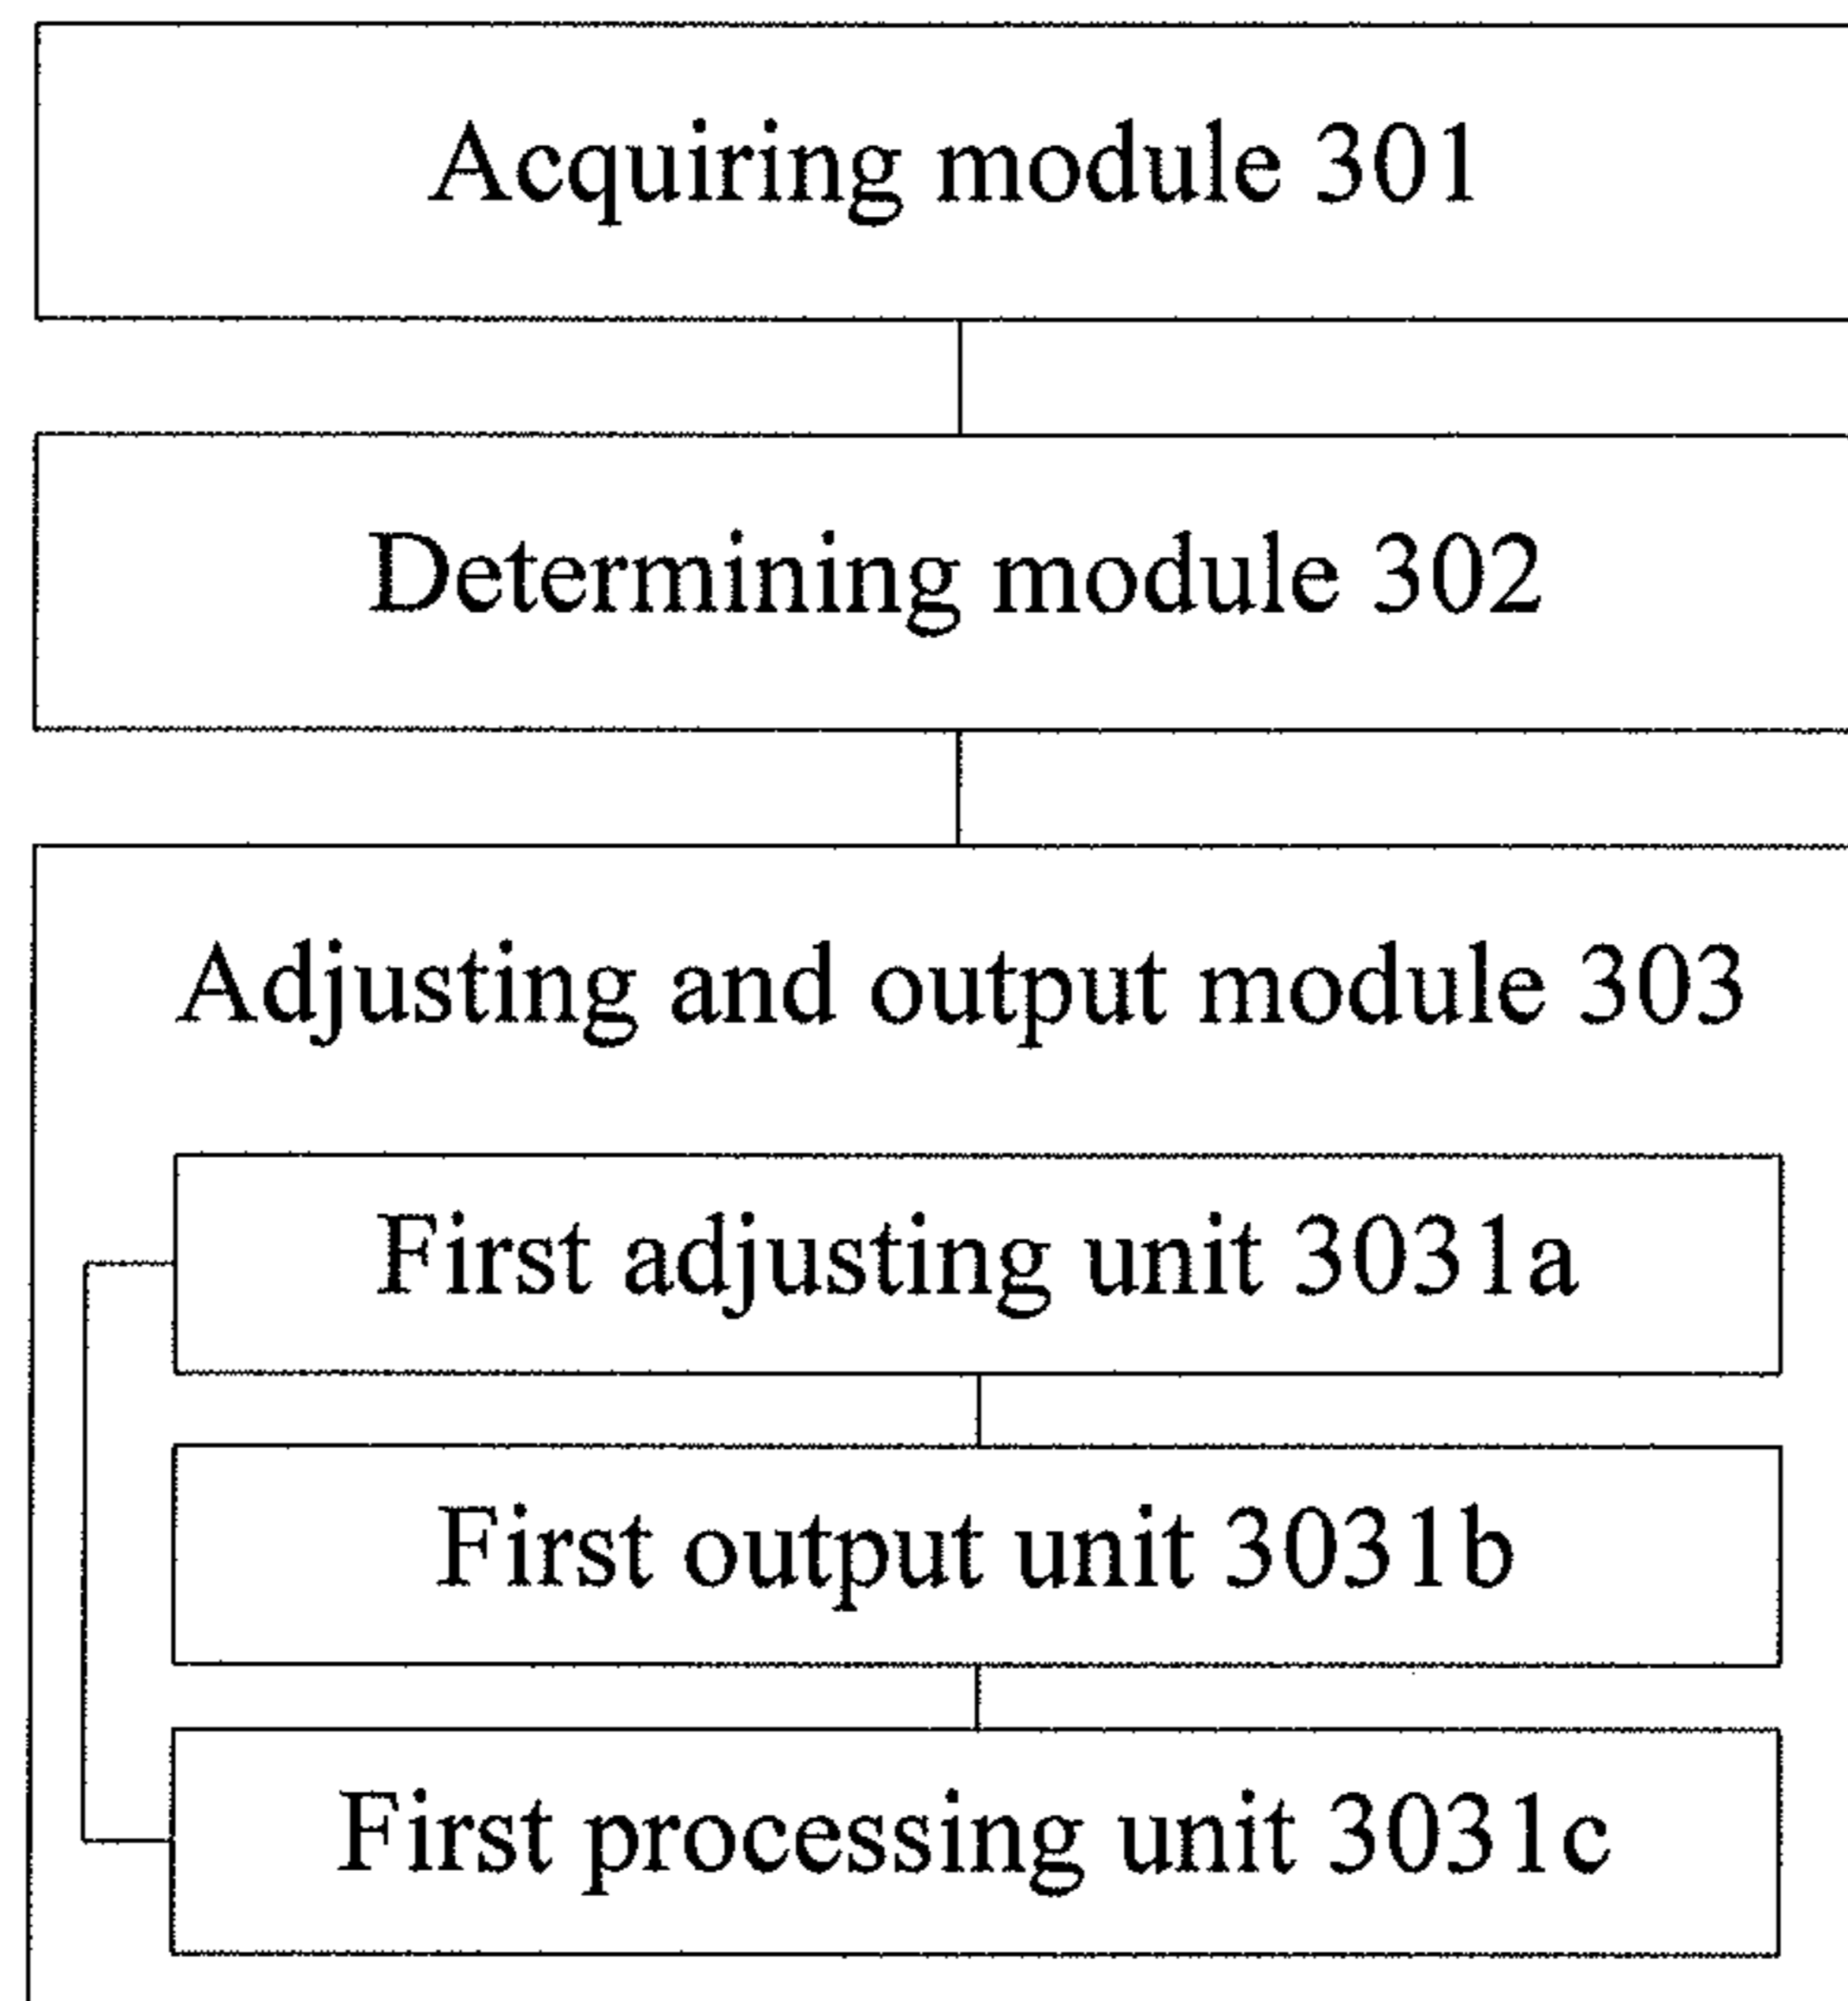 Acquiring module 301
Determining module 302
Adjusting and output module 303
First adjusting unit 3031a
First output unit 3031b
First processing unit 3031c